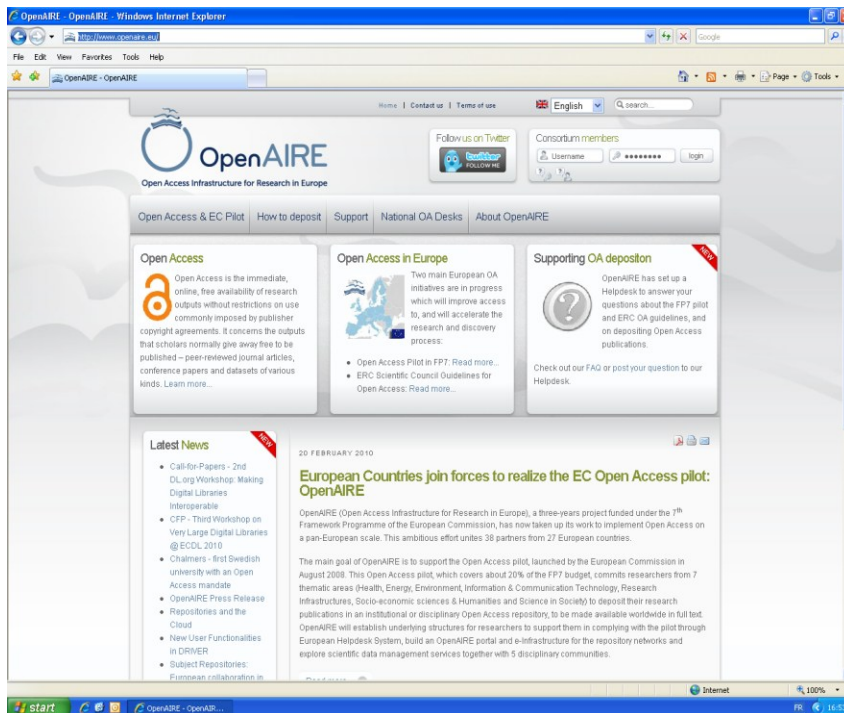 OpenAIRE - OpenAIRE - Windows Internet Explorer
http://www.openaire.eu/
Google
File Edit View Favorites Tools Help
OpenAIRE - OpenAIRE
Page Tools
Home | Contact us | Terms of use
English
search...
OpenAIRE
Open Access Infrastructure for Research in Europe
Follow us on Twitter
twitter
FOLLOW ME
Consortium members
Username
login
Open Access & EC Pilot How to deposit Support National OA Desks About OpenAIRE
Open Access
Open Access is the immediate,
online, free availability of research
outputs without restrictions on use
commonly imposed by publisher
copyright agreements. It concerns the outputs
that scholars normally give away free to be
published – peer-reviewed journal articles,
conference papers and datasets of various
kinds. Learn more...
Open Access in Europe
Two main European OA
initiatives are in progress
which will improve access
to, and will accelerate the
research and discovery
process:
Open Access Pilot in FP7: Read more...
ERC Scientific Council Guidelines for
Open Access: Read more...
Supporting OA depositon
NEW
OpenAIRE has set up a
Helpdesk to answer your
questions about the FP7 pilot
and ERC OA guidelines, and
on depositing Open Access
publications.
Check out our FAQ or post your question to our
Helpdesk.
Latest News
NEW
Call-for-Papers - 2nd
DL.org Workshop: Making
Digital Libraries
Interoperable
CFP - Third Workshop on
Very Large Digital Libraries
@ ECDL 2010
Chalmers - first Swedish
university with an Open
Access mandate
OpenAIRE Press Release
Repositories and the
Cloud
New User Functionalities
in DRIVER
Subject Repositories:
European collaboration in
20 FEBRUARY 2010
European Countries join forces to realize the EC Open Access pilot:
OpenAIRE
OpenAIRE (Open Access Infrastructure for Research in Europe), a three-years project funded under the 7th
Framework Programme of the European Commission, has now taken up its work to implement Open Access on
a pan-European scale. This ambitious effort unites 38 partners from 27 European countries.
The main goal of OpenAIRE is to support the Open Access pilot, launched by the European Commission in
August 2008. This Open Access pilot, which covers about 20% of the FP7 budget, commits researchers from 7
thematic areas (Health, Energy, Environment, Information & Communication Technology, Research
Infrastructures, Socio-economic sciences & Humanities and Science in Society) to deposit their research
publications in an institutional or disciplinary Open Access repository, to be made available worldwide in full text.
OpenAIRE will establish underlying structures for researchers to support them in complying with the pilot through
European Helpdesk System, build an OpenAIRE portal and e-Infrastructure for the repository networks and
explore scientific data management services together with 5 disciplinary communities.
Read more
Internet
100%
start
OpenAIRE - OpenAIR...
FR